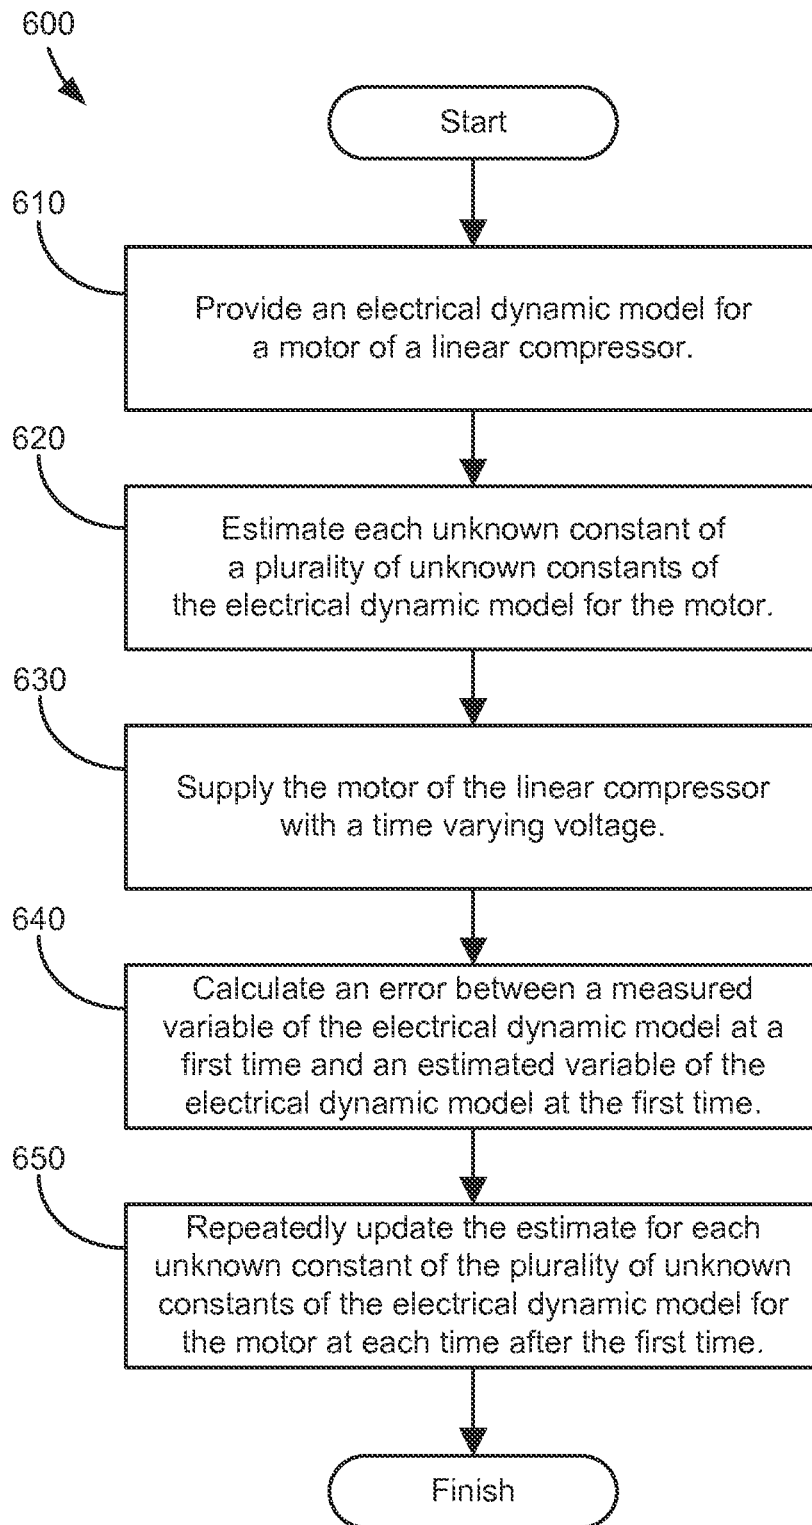 600
Start
610
Provide an electrical dynamic model for
a motor of a linear compressor.
620
Estimate each unknown constant of
a plurality of unknown constants of
the electrical dynamic model for the motor.
630
Supply the motor of the linear compressor
with a time varying voltage.
640
Calculate an error between a measured
variable of the electrical dynamic model at a
first time and an estimated variable of the
electrical dynamic model at the first time.
650
Repeatedly update the estimate for each
unknown constant of the plurality of unknown
constants of the electrical dynamic model for
the motor at each time after the first time.
Finish